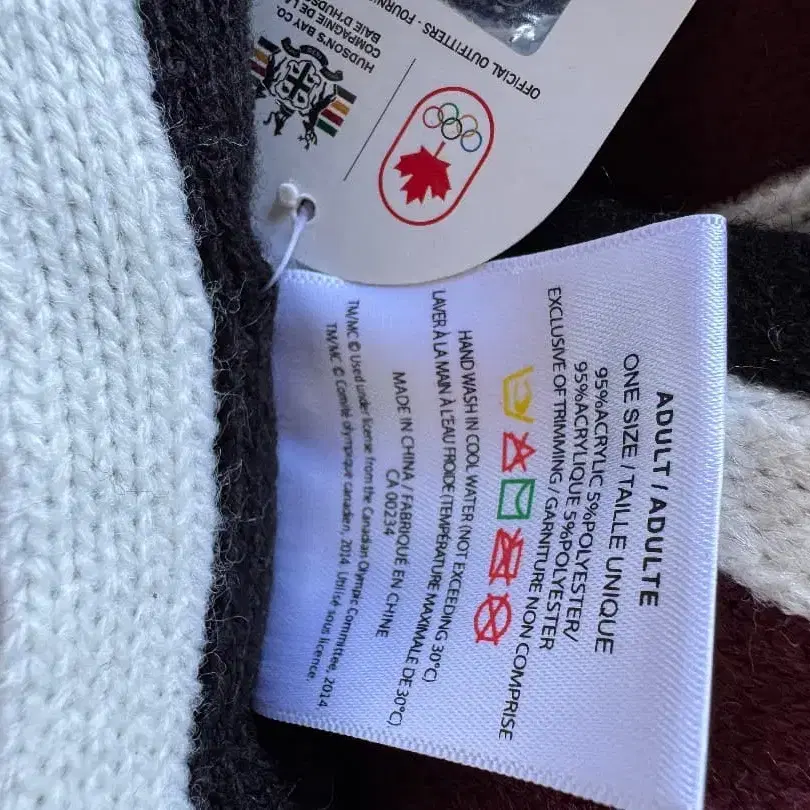 HUDSON'S BAY CO.
COMPAGNIE DE LA
BAIE D'HUDSON
OFFICIAL OUTFITTERS - FOURNI
ADULT / ADULTE
ONE SIZE / TAILLE UNIQUE
95%ACRYLIC 5%POLYESTER/
95%ACRYLIQUE 5%POLYESTER
EXCLUSIVE OF TRIMMING / GARNITURE NON COMPRISE
HAND WASH IN COOL WATER (NOT EXCEEDING 30°C)
LAVER À LA MAIN À L'EAU FROIDE (TEMPÉRATURE MAXIMALE DE 30°C)
MADE IN CHINA / FABRIQUÉ EN CHINE
CA 00234
TM/MC © Used under license from the Canadian Olympic Committee, 2014
TM/MC © Comité olympique canadien, 2014. Utilisé sous licence.